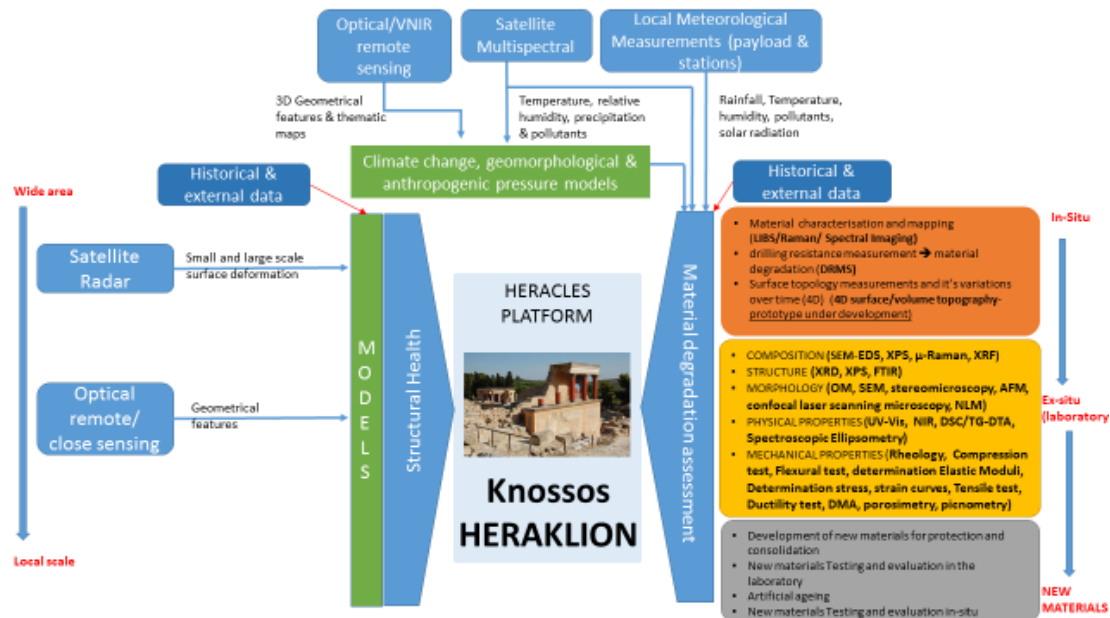 Optical/VNIR
remote
sensing
Satellite
Multispectral
Local Meteorological
Measurements (payload &
stations)
3D Geometrical
features & thematic
maps
Temperature, relative
humidity, precipitation
& pollutants
Rainfall, Temperature,
humidity, pollutants,
solar radiation
Climate change, geomorphological &
anthropogenic pressure models
Historical &
external data
Historical &
external data
Wide area
Satellite
Radar
Small and large scale
surface deformation
Optical
remote/
close sensing
Geometrical
features
Local scale
MODELS
Structural Health
HERACLES
PLATFORM
Knossos
HERAKLION
Material degradation assessment
• Material characterisation and mapping
(LIBS/Raman/ Spectral Imaging)
• drilling resistance measurement ➔ material
degradation (DRMS)
• Surface topology measurements and it's variations
over time (4D) (4D surface/volume topography-
prototype under development)
• COMPOSITION (SEM-EDS, XPS, μ-Raman, XRF)
• STRUCTURE (XRD, XPS, FTIR)
• MORPHOLOGY (OM, SEM, stereomicroscopy, AFM,
confocal laser scanning microscopy, NLM)
• PHYSICAL PROPERTIES (UV-Vis, NIR, DSC/TG-DTA,
Spectroscopic Ellipsometry)
• MECHANICAL PROPERTIES (Rheology, Compression
test, Flexural test, determination Elastic Moduli,
Determination stress, strain curves, Tensile test,
Ductility test, DMA, porosimetry, picnometry)
• Development of new materials for protection and
consolidation
• New materials Testing and evaluation in the
laboratory
• Artificial ageing
• New materials Testing and evaluation in-situ
In-Situ
Ex-situ
(laboratory
NEW
MATERIALS